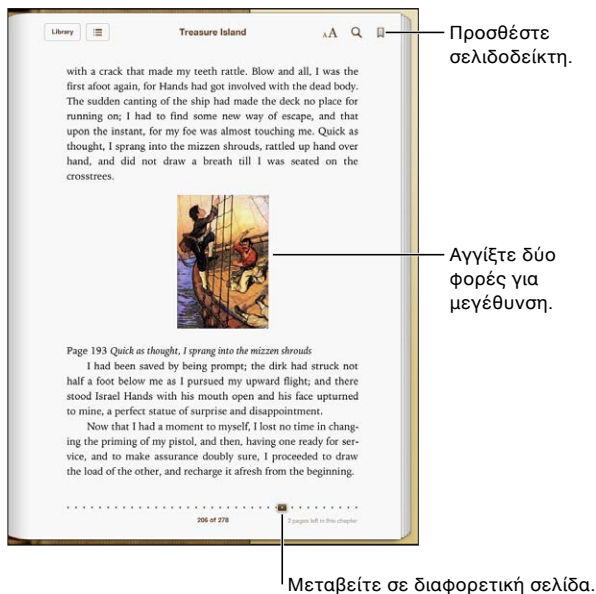 Library
Treasure Island
AA
Προσθέστε
σελιδοδείκτη.
with a crack that made my teeth rattle. Blow and all, I was the
first afoot again, for Hands had got involved with the dead body.
The sudden canting of the ship had made the deck no place for
running on; I had to find some new way of escape, and that
upon the instant, for my foe was almost touching me. Quick as
thought, I sprang into the mizzen shrouds, rattled up hand over
hand, and did not draw a breath till I was seated on the
crosstrees.
Αγγίξτε δύο
φορές για
μεγέθυνση.
Page 193 Quick as thought, I sprang into the mizzen shrouds
I had been saved by being prompt; the dirk had struck not
half a foot below me as I pursued my upward flight; and there
stood Israel Hands with his mouth open and his face upturned
to mine, a perfect statue of surprise and disappointment.
Now that I had a moment to myself, I lost no time in chang-
ing the priming of my pistol, and then, having one ready for ser-
vice, and to make assurance doubly sure, I proceeded to draw
the load of the other, and recharge it afresh from the beginning.
206 of 278
2 pages left in this chapter
Μεταβείτε σε διαφορετική σελίδα.